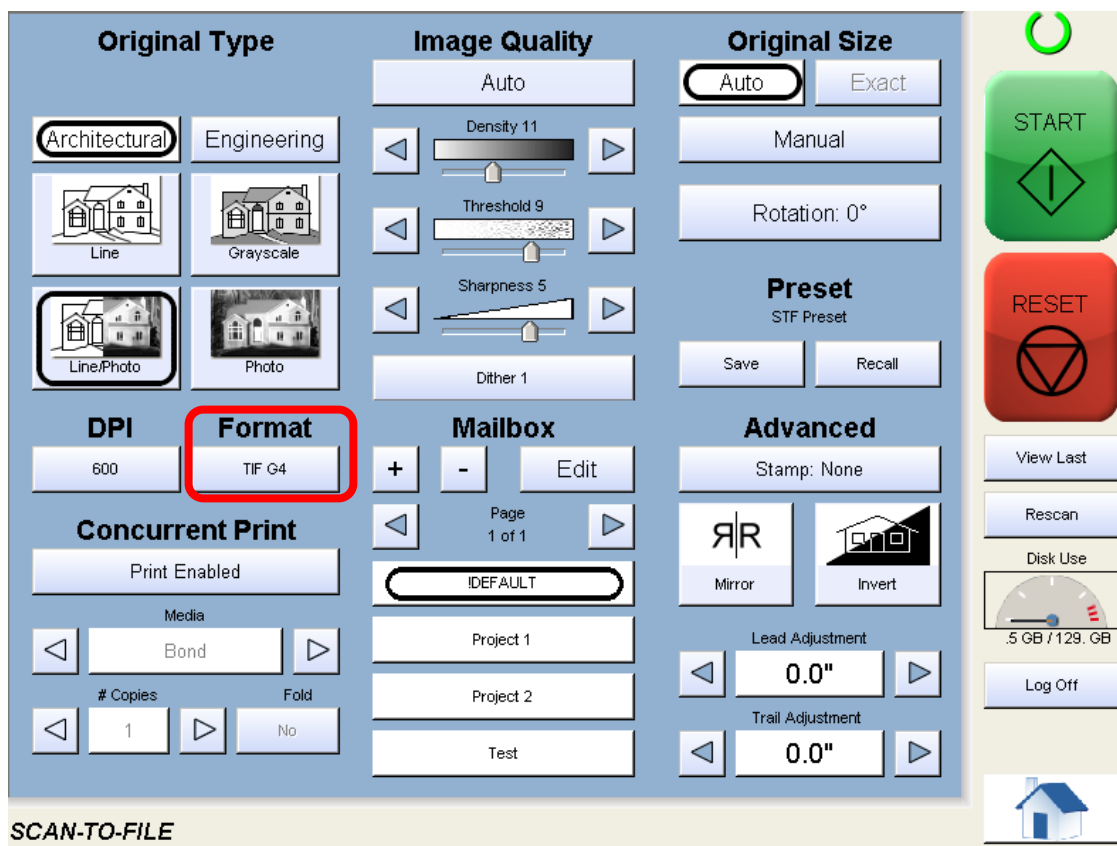 Original Type
Architectural
Engineering
Line
Grayscale
Line/Photo
Photo
DPI
Format
600
TIF G4
Concurrent Print
Print Enabled
Media
Bond
# Copies
Fold
1
No
Image Quality
Auto
Density 11
Threshold 9
Sharpness 5
Dither 1
Mailbox
+
-
Edit
Page
1 of 1
!DEFAULT
Project 1
Project 2
Test
Original Size
Auto
Exact
Manual
Rotation: 0°
Preset
STF Preset
Save
Recall
Advanced
Stamp: None
ЯR
Mirror
Invert
Lead Adjustment
0.0"
Trail Adjustment
0.0"
START
RESET
View Last
Rescan
Disk Use
.5 GB / 129. GB
Log Off
SCAN-TO-FILE